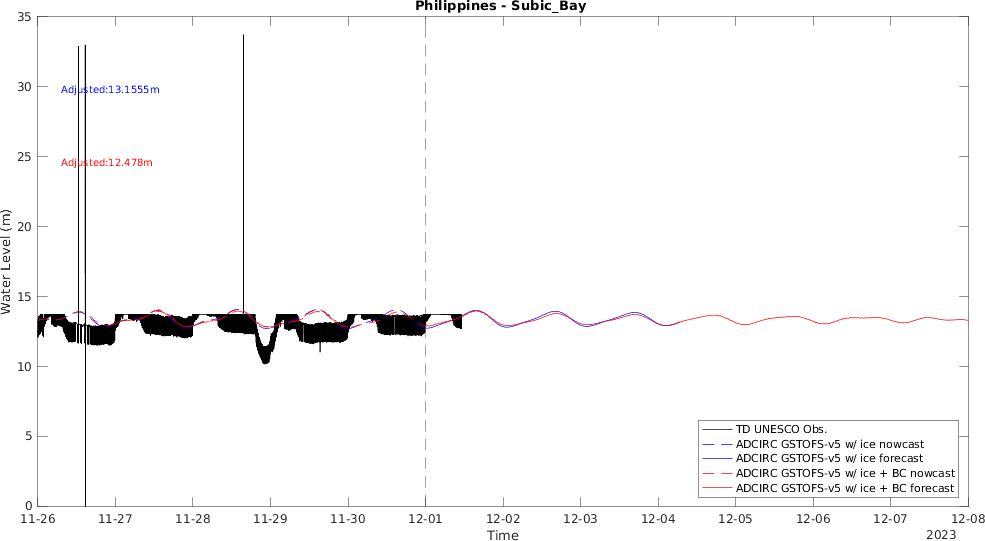 Philippines - Subic_Bay
35
30
25
20
15
10
5
0
Water Level (m)
Adjusted:13.1555m
Adjusted:12.478m
TD UNESCO Obs.
ADCIRC GSTOFS-v5 w/ ice nowcast
ADCIRC GSTOFS-v5 w/ ice forecast
ADCIRC GSTOFS-v5 w/ ice + BC nowcast
ADCIRC GSTOFS-v5 w/ ice + BC forecast
11-26 11-27 11-28 11-29 11-30 12-01 12-02 12-03 12-04 12-05 12-06 12-07 12-08
Time
2023